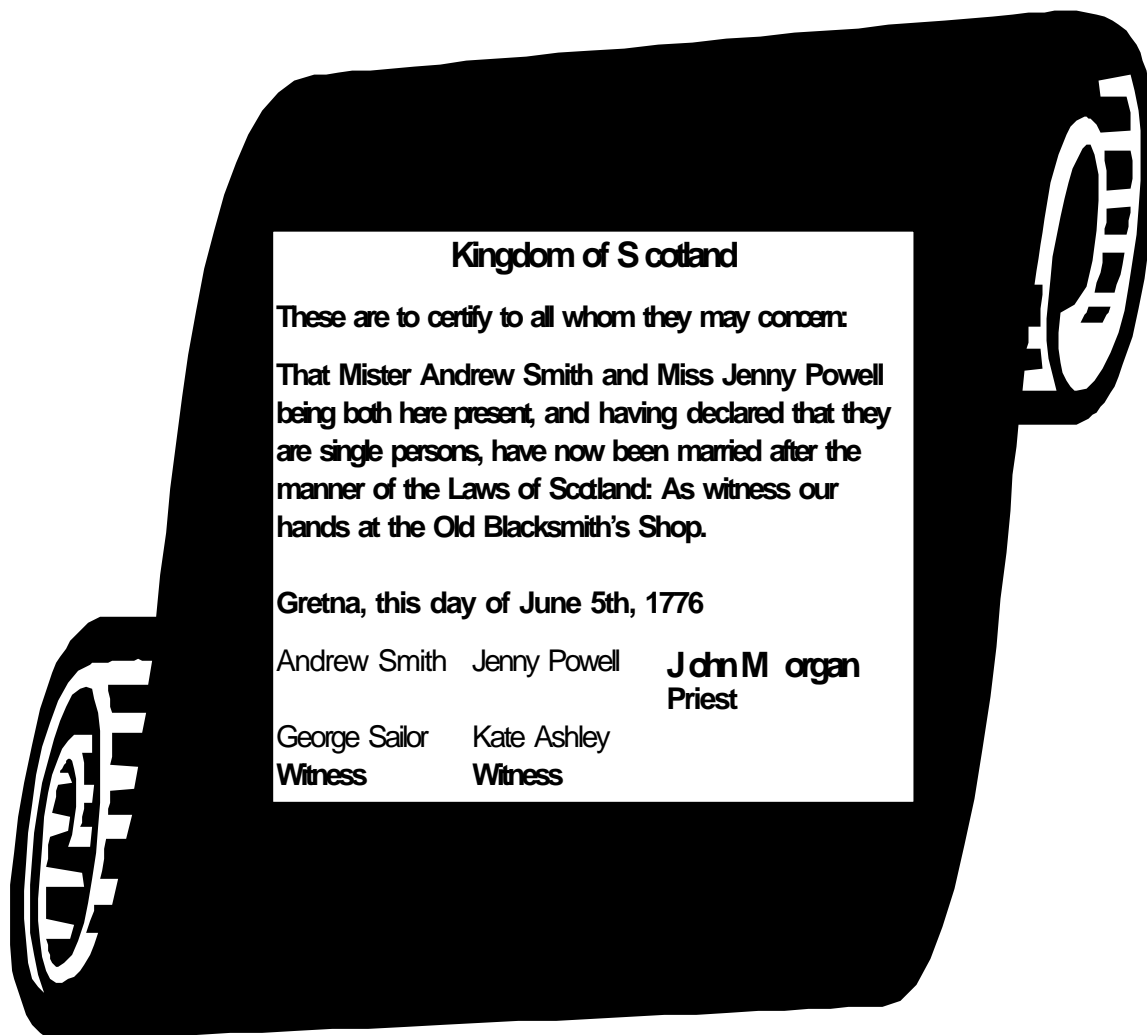 Kingdom of Scotland
These are to certify to all whom they may concern:
That Mister Andrew Smith and Miss Jenny Powell
being both here present, and having declared that they
are single persons, have now been married after the
manner of the Laws of Scotland: As witness our
hands at the Old Blacksmith's Shop.
Gretna, this day of June 5th, 1776
Andrew Smith Jenny Powell John Morgan
Priest
George Sailor Kate Ashley
Witness Witness